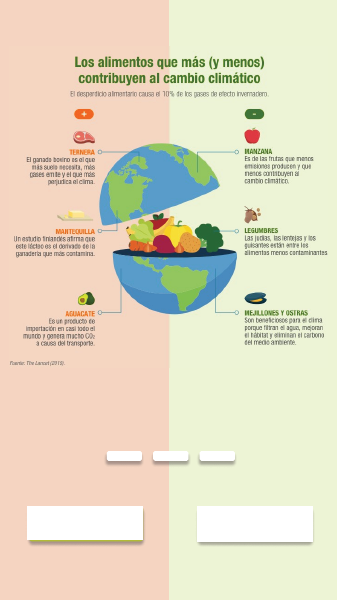 Los alimentos que más (y menos)
contribuyen al cambio climático
El desperdicio alimentario causa el 10% de los gases de efecto invernadero.
+
TERNERA
El ganado bovino es el que
más suelo necesita, más
gases emite y el que más
perjudica el clima.
MANTEQUILLA
Un estudio finlandés afirma que
este lácteo es el derivado de la
ganadería que más contamina.
AGUACATE
Es un producto de
importación en casi todo el
mundo y genera mucho CO₂
a causa del transporte.
-
MANZANA
Es de las frutas que menos
emisiones producen y que
menos contribuyen al
cambio climático.
LEGUMBRES
Las judías, las lentejas y los
guisantes están entre los
alimentos menos contaminantes
MEJILLONES Y OSTRAS
Son beneficiosos para el clima
porque filtran el agua, mejoran
el hábitat y eliminan el carbono
del medio ambiente.
Fuente: The Lancet (2019).